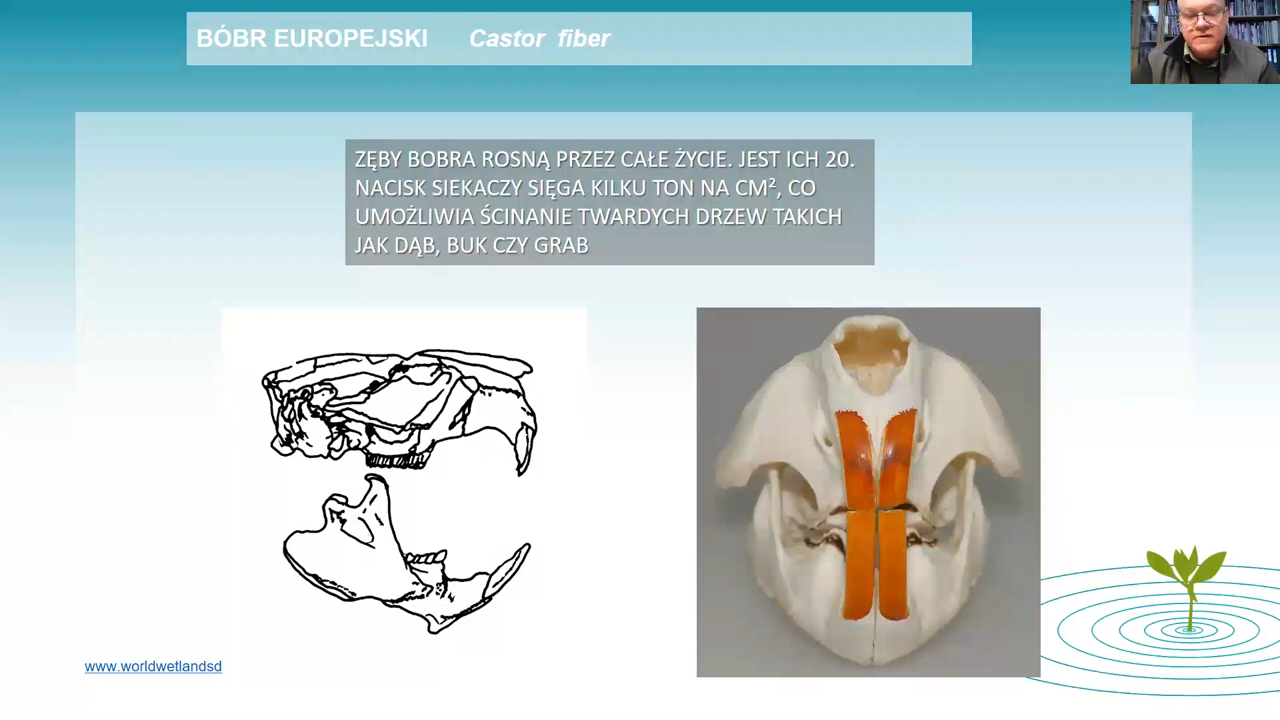 BÓBR EUROPEJSKI Castor fiber
ZĘBY BOBRA ROSNĄ PRZEZ CAŁE ŻYCIE. JEST ICH 20.
NACISK SIEKACZY SIĘGA KILKU TON NA CM², CO
UMOŻLIWIA ŚCINANIE TWARDYCH DRZEW TAKICH
JAK DĄB, BUK CZY GRAB
www.worldwetlandsd